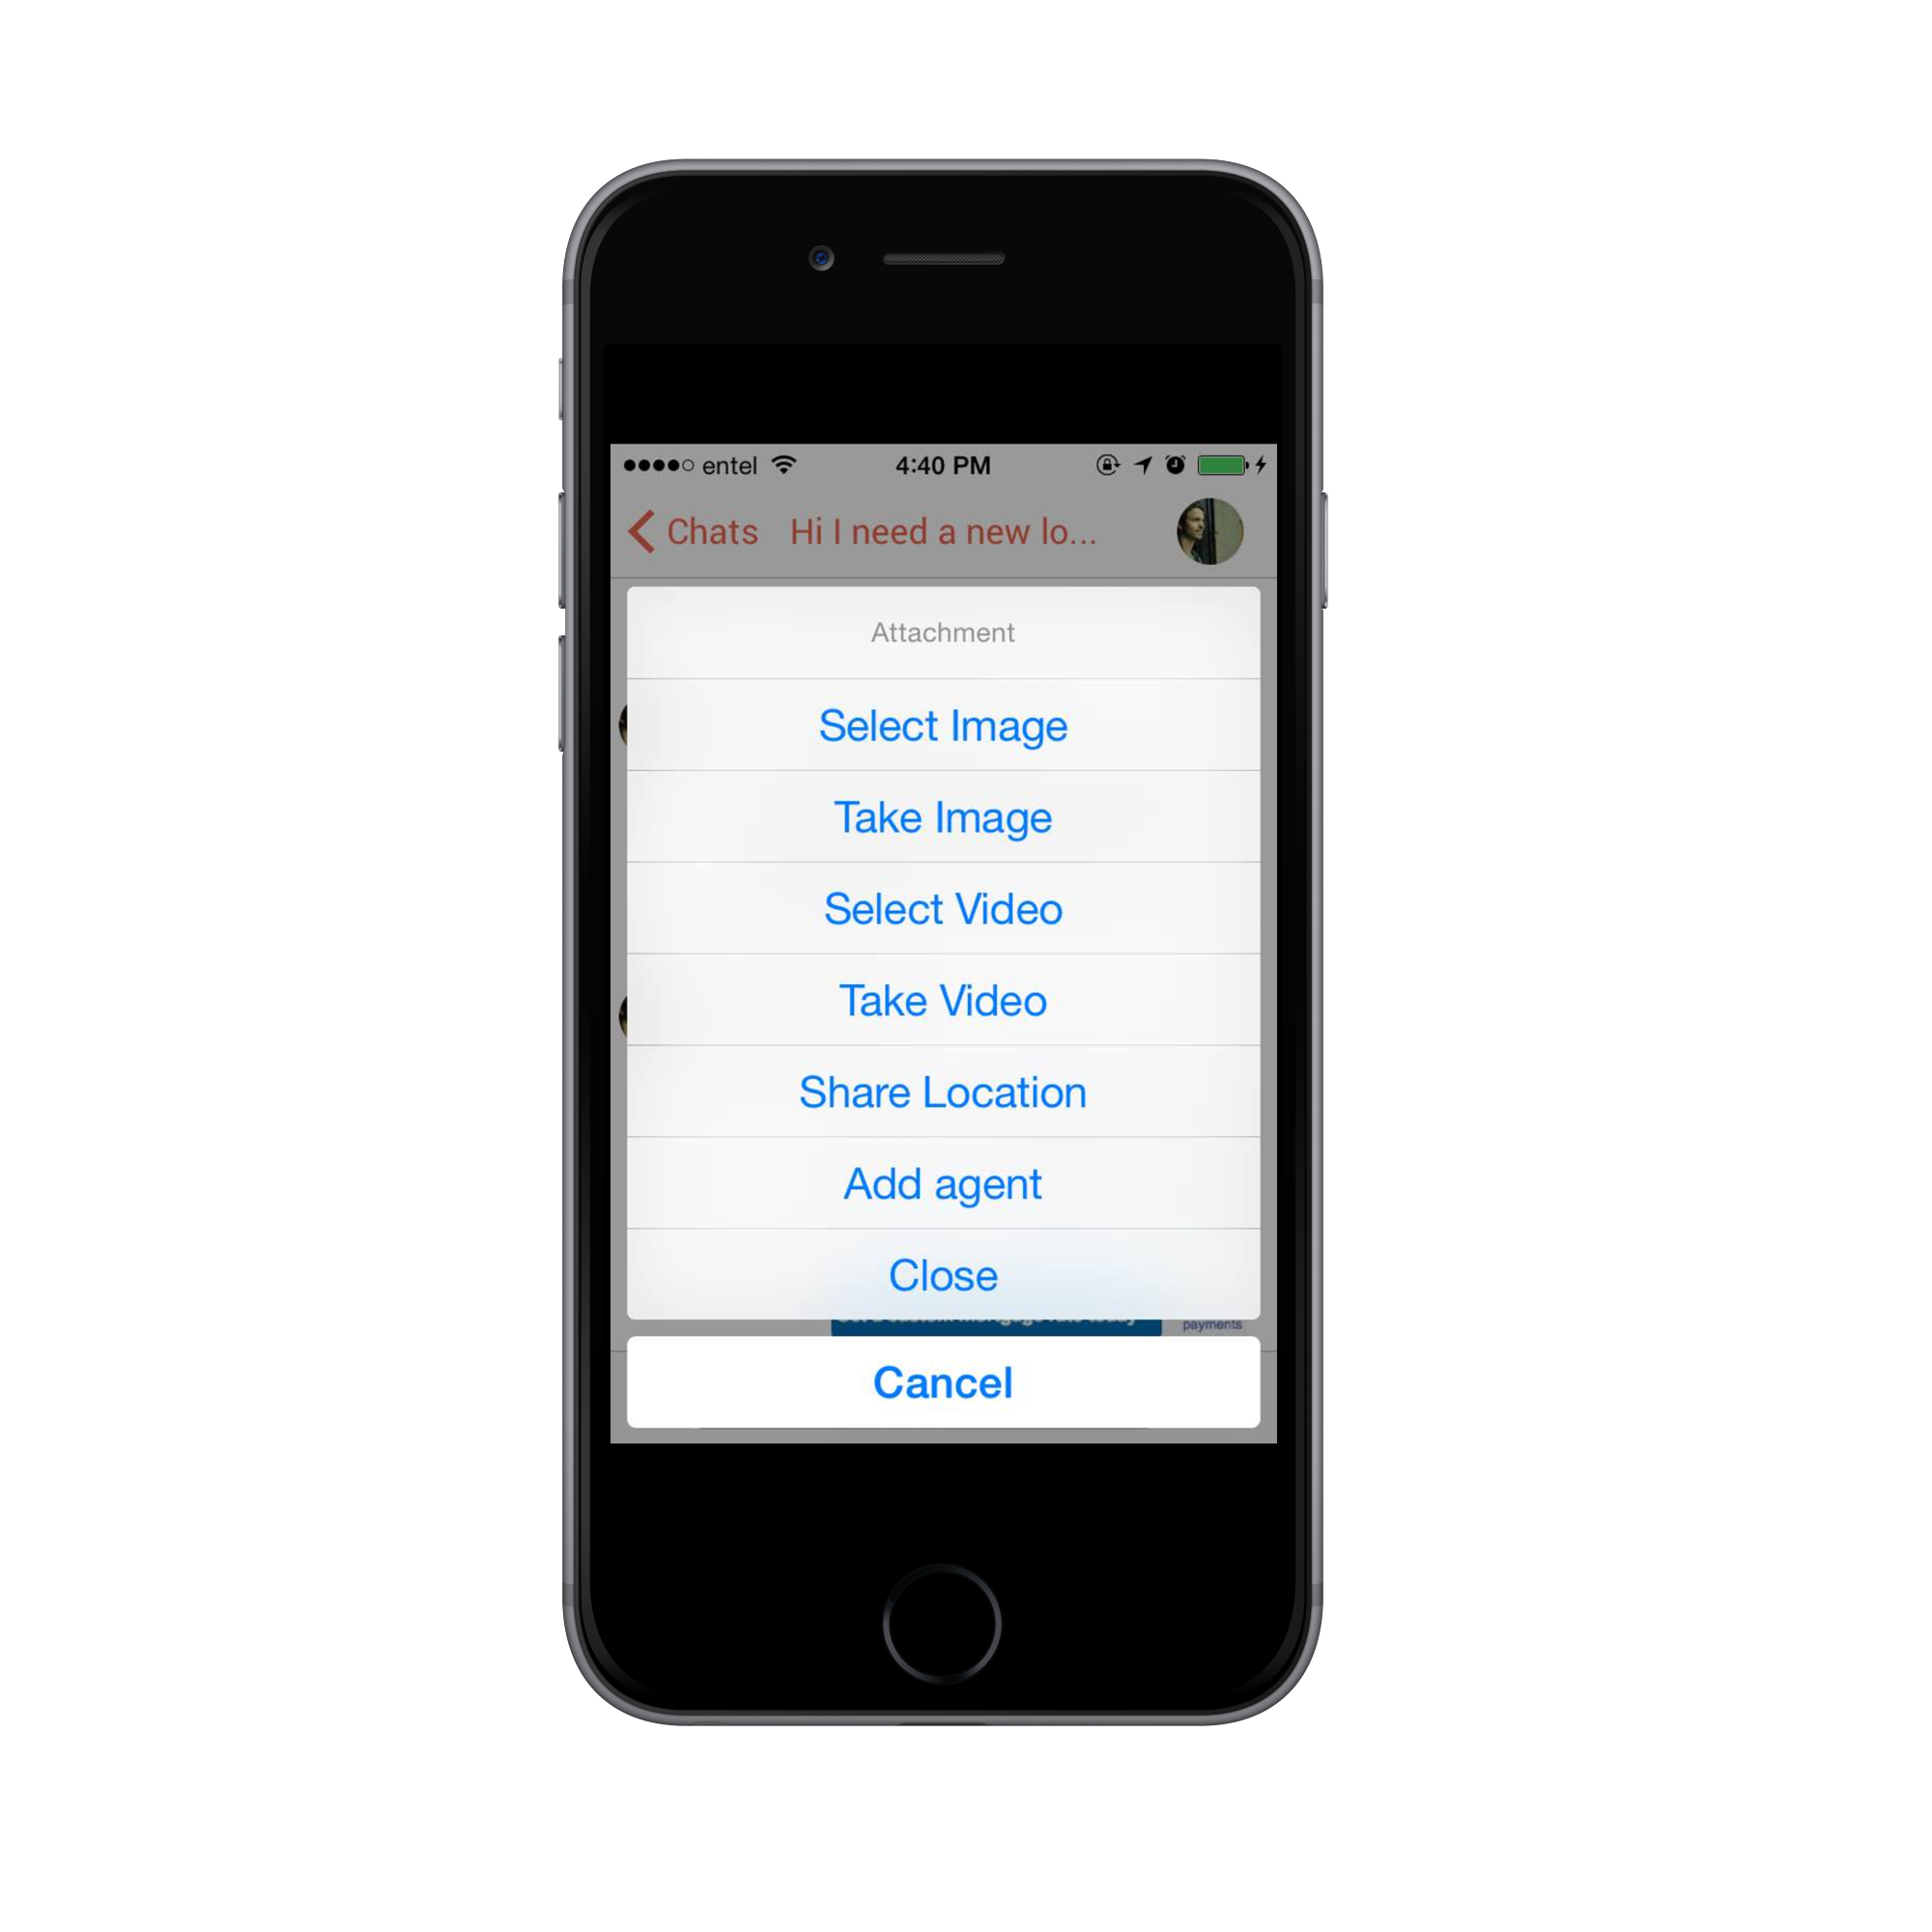 entel 4:40 PM
Chats Hi I need a new lo...
Attachment
Select Image
Take Image
Select Video
Take Video
Share Location
Add agent
Close
payments
Cancel